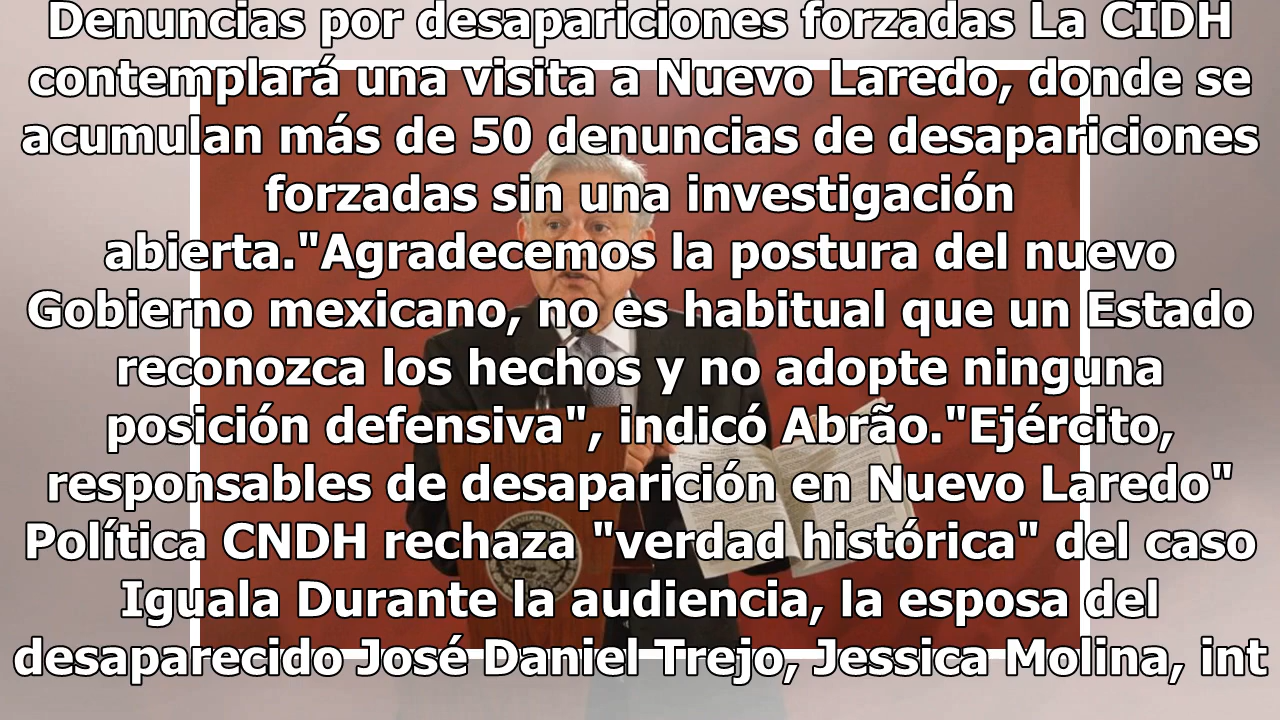 Denuncias por desapariciones forzadas La CIDH
contemplará una visita a Nuevo Laredo, donde se
acumulan más de 50 denuncias de desapariciones
forzadas sin una investigación
abierta."Agradecemos la postura del nuevo
Gobierno mexicano, no es habitual que un Estado
reconozca los hechos y no adopte ninguna
posición defensiva", indicó Abrão."Ejército,
responsables de desaparición en Nuevo Laredo"
Política CNDH rechaza "verdad histórica" del caso
Iguala Durante la audiencia, la esposa del
desaparecido José Daniel Trejo, Jessica Molina, int